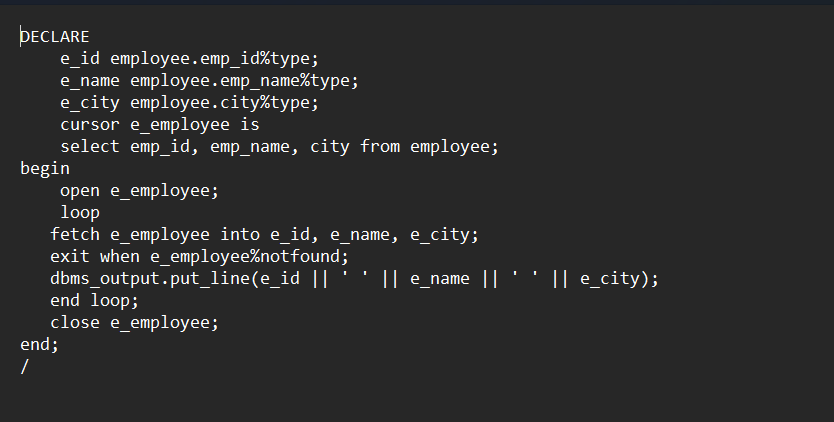 DECLARE
e_id employee.emp_id%type;
e_name employee.emp_name%type;
e_city employee.city%type;
cursor e_employee is
select emp_id, emp_name, city from employee;
begin
open e_employee;
loop
fetch e_employee into e_id, e_name, e_city;
exit when e_employee%notfound;
dbms_output.put_line(e_id || ' ' || e_name || ' ' || e_city);
end loop;
close e_employee;
end;
/